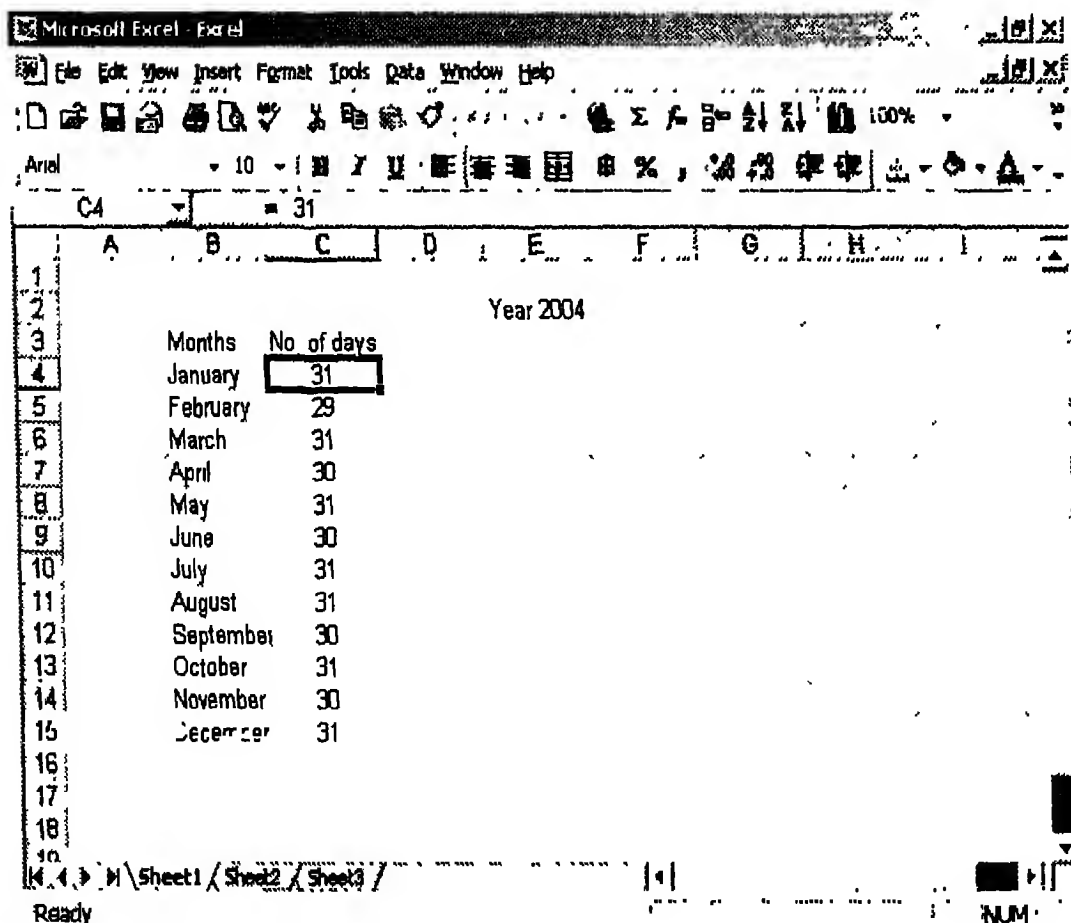 Microsoft Excel - Excel
File Edit View Insert Format Tools Data Window Help
100%
Arial 10 B I U % ,
C4 = 31
A B C D E F G H I
1
2 Year 2004
3 Months No of days
4 January 31
5 February 29
6 March 31
7 April 30
8 May 31
9 June 30
10 July 31
11 August 31
12 September 30
13 October 31
14 November 30
15 December 31
16
17
18
19
Sheet1 Sheet2 Sheet3
Ready NUM